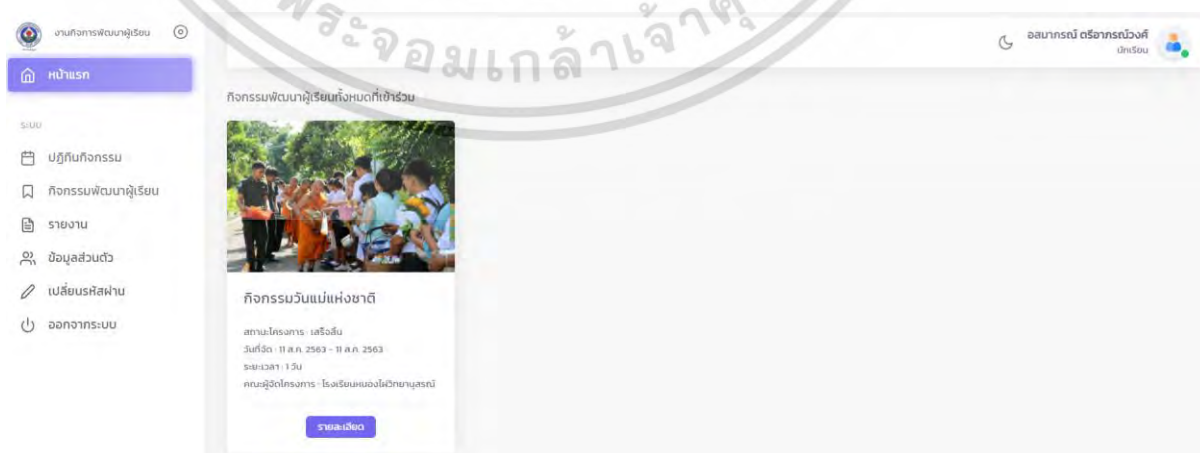 พระจอมเกล้าเจ้าคุ
งานกิจการพัฒนาผู้เรียน
อสมาภรณ์ ตรีอาภรณ์วงศ์
นักเรียน
หน้าแรก
กิจกรรมพัฒนาผู้เรียนทั้งหมดที่เข้าร่วม
ระบบ
ปฏิทินกิจกรรม
กิจกรรมพัฒนาผู้เรียน
รายงาน
ข้อมูลส่วนตัว
เปลี่ยนรหัสผ่าน
ออกจากระบบ
กิจกรรมวันแม่แห่งชาติ
สถานะโครงการ : เสร็จสิ้น
วันที่จัด : 11 ส.ค. 2563 - 11 ส.ค. 2563
ระยะเวลา : 1 วัน
คณะผู้จัดโครงการ : โรงเรียนหนองไผ่วิทยานุสรณ์
รายละเอียด